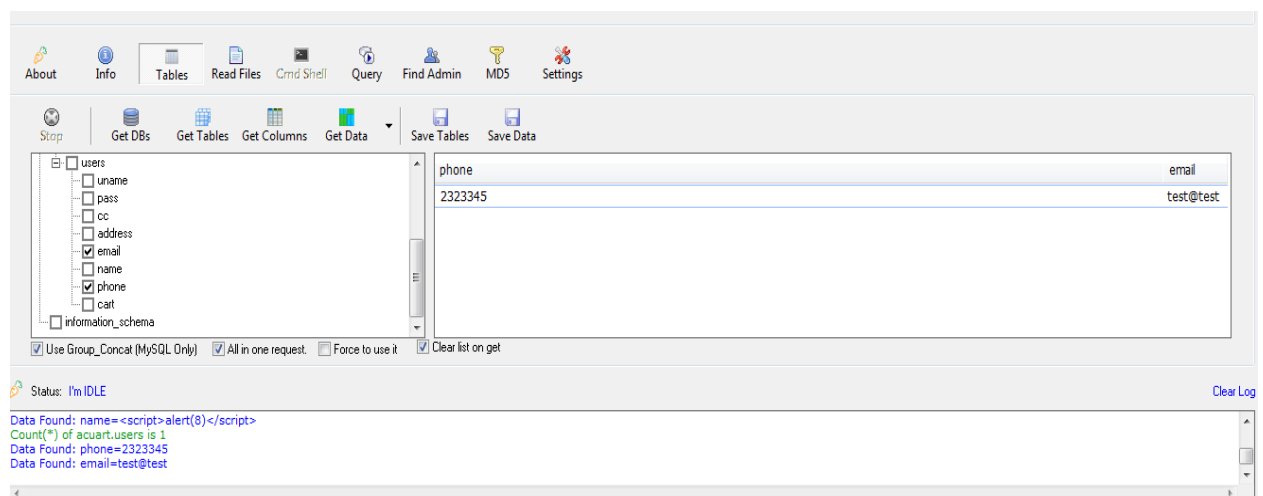 About Info Tables Read Files Cmd Shell Query Find Admin MD5 Settings
Stop Get DBs Get Tables Get Columns Get Data Save Tables Save Data
users
uname
pass
cc
address
email
name
phone
cart
information_schema
phone email
2323345 test@test
Use Group_Concat (MySQL Only) All in one request. Force to use it Clear list on get
Status: I'm IDLE Clear Log
Data Found: name=<script>alert(8)</script>
Count(*) of acuart.users is 1
Data Found: phone=2323345
Data Found: email=test@test